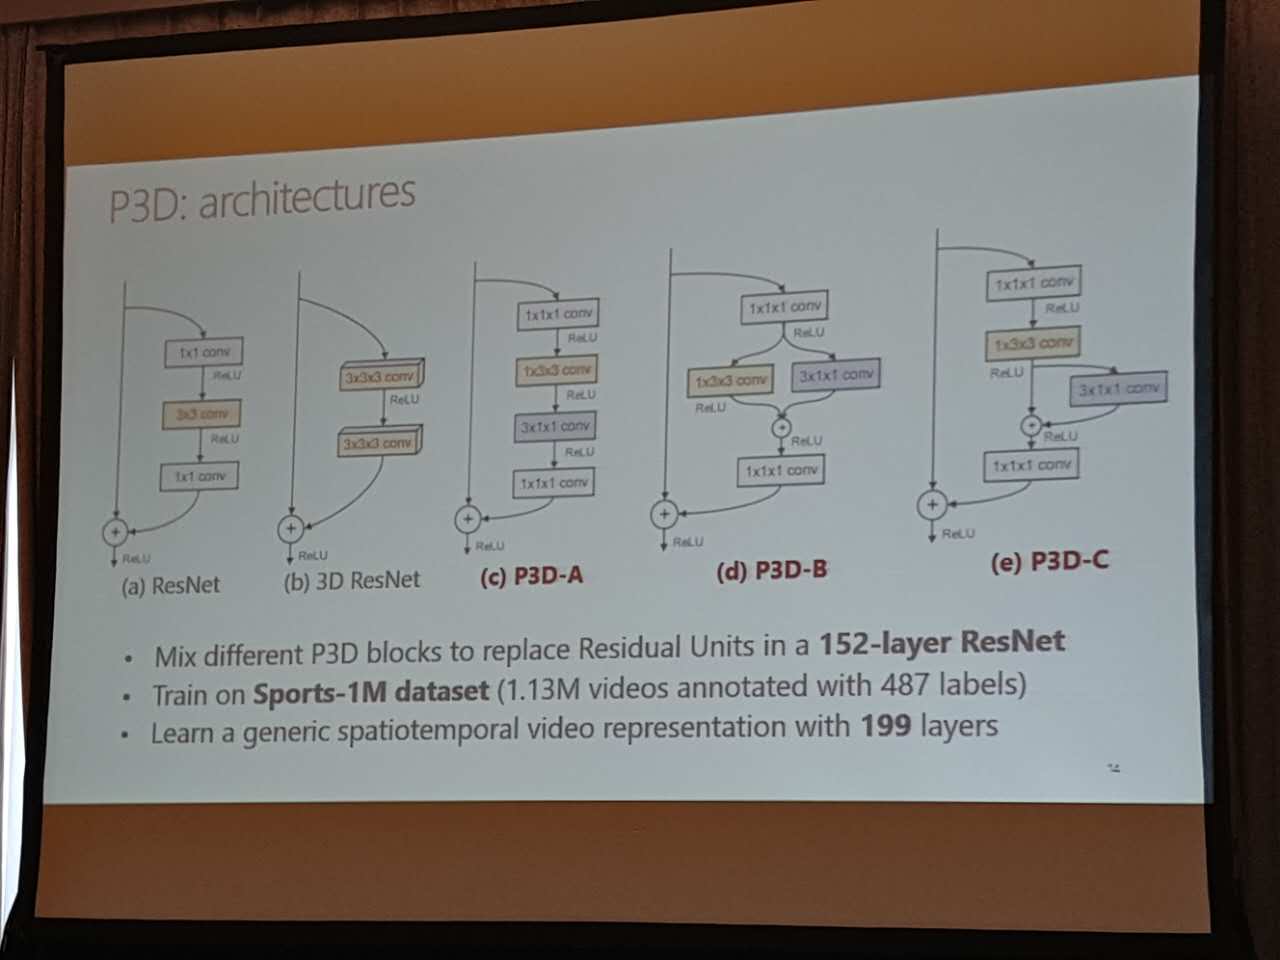 P3D: architectures
1x1 conv
ReLU
3x3 conv
ReLU
1x1 conv
+
ReLU
(a) ResNet
3x3x3 conv
ReLU
3x3x3 conv
+
ReLU
(b) 3D ResNet
1x1x1 conv
ReLU
1x3x3 conv
ReLU
3x1x1 conv
ReLU
1x1x1 conv
+
ReLU
(c) P3D-A
1x1x1 conv
ReLU
1x3x3 conv
3x1x1 conv
ReLU
+
ReLU
1x1x1 conv
+
ReLU
(d) P3D-B
1x1x1 conv
ReLU
1x3x3 conv
ReLU
3x1x1 conv
+
ReLU
1x1x1 conv
+
ReLU
(e) P3D-C
• Mix different P3D blocks to replace Residual Units in a 152-layer ResNet
• Train on Sports-1M dataset (1.13M videos annotated with 487 labels)
• Learn a generic spatiotemporal video representation with 199 layers